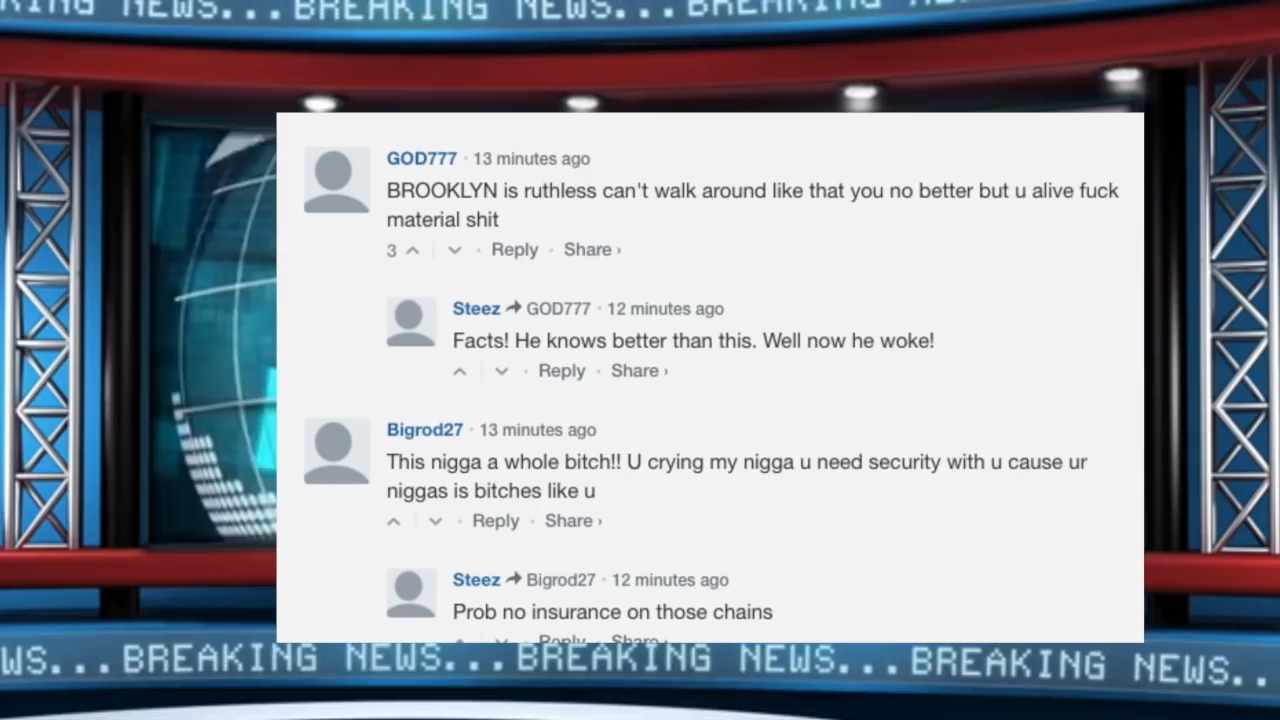 KING NEWS...BREAKING NEWS...BREAKING NEWS...
GOD777 · 13 minutes ago
BROOKLYN is ruthless can't walk around like that you no better but u alive fuck
material shit
3 · Reply · Share ›
Steez GOD777 · 12 minutes ago
Facts! He knows better than this. Well now he woke!
· Reply · Share ›
Bigrod27 · 13 minutes ago
This nigga a whole bitch!! U crying my nigga u need security with u cause ur
niggas is bitches like u
· Reply · Share ›
Steez Bigrod27 · 12 minutes ago
Prob no insurance on those chains
Reply · Share ›
WS...BREAKING NEWS...BREAKING NEWS...BREAKING NEWS...